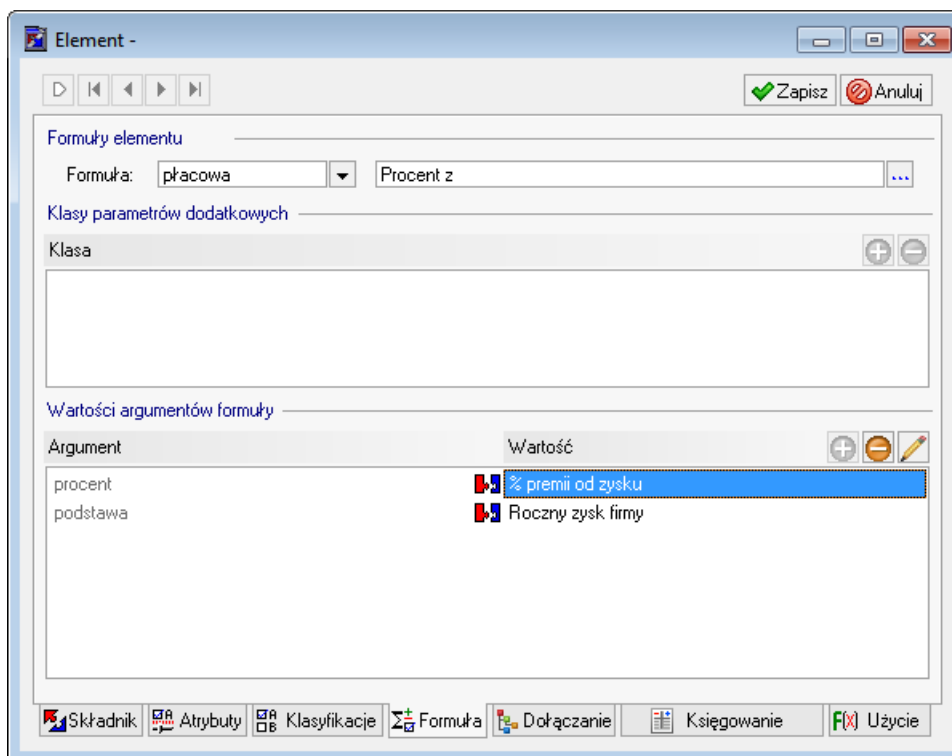 Element -
Zapisz Anuluj
Formuły elementu
Formuła: płacowa Procent z ...
Klasy parametrów dodatkowych
Klasa
Wartości argumentów formuły
Argument Wartość
procent % premii od zysku
podstawa Roczny zysk firmy
Składnik Atrybuty Klasyfikacje Formuła Dołączanie Księgowanie F(X) Użycie